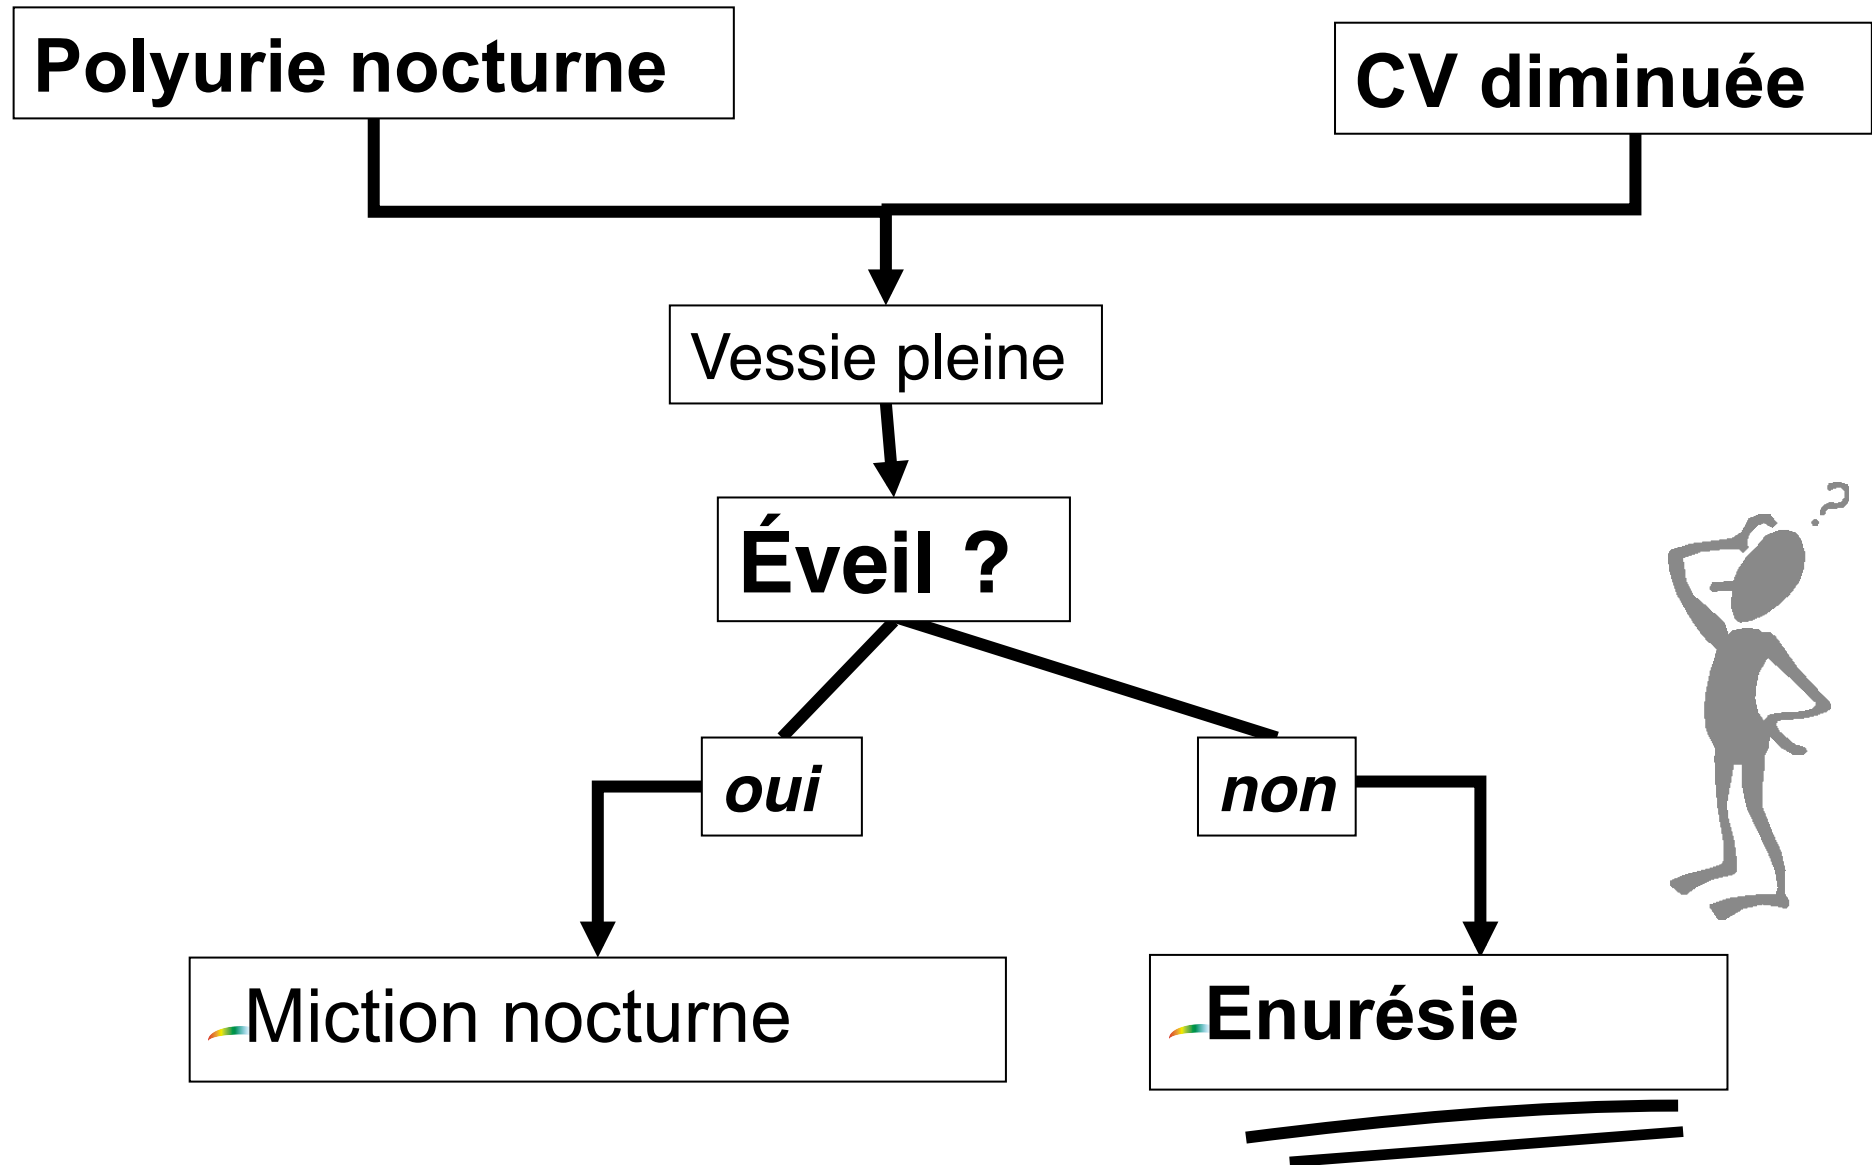 Polyurie nocturne
CV diminuée
Vessie pleine
Éveil ?
oui
non
Miction nocturne
Enurésie
?